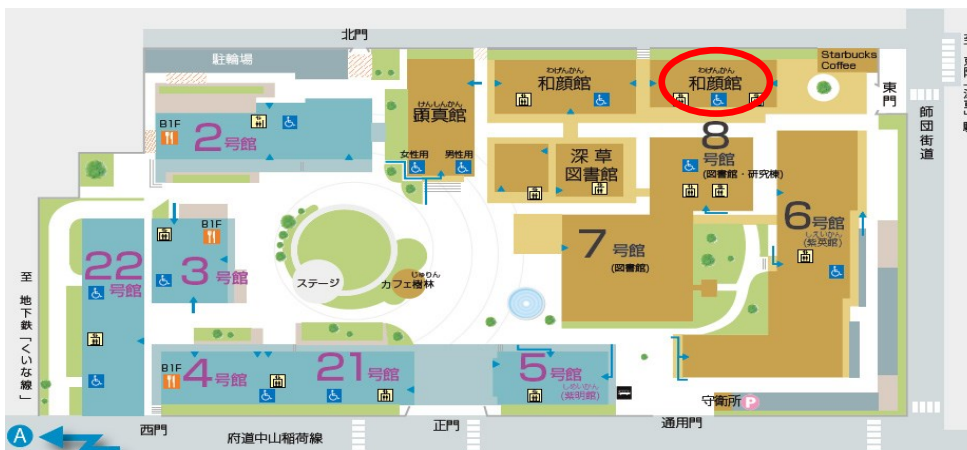 北門
駐輪場
Starbucks
Coffee
わげんかん
和顔館
わげんかん
和顔館
東門
師団街道
けんしんかん
顕真館
女性用 男性用
B1F
2号館
深草
図書館
8
号館
(図書館・研究棟)
6号館
しえいかん
(紫英館)
7号館
(図書館)
B1F
3号館
22
号館
ステージ
じゅりん
カフェ樹林
至 地下鉄「くいな線」
B1F
4号館
21号館
5号館
しめいかん
(紫明館)
守衛所 P
A
西門
府道中山稲荷線
正門
通用門